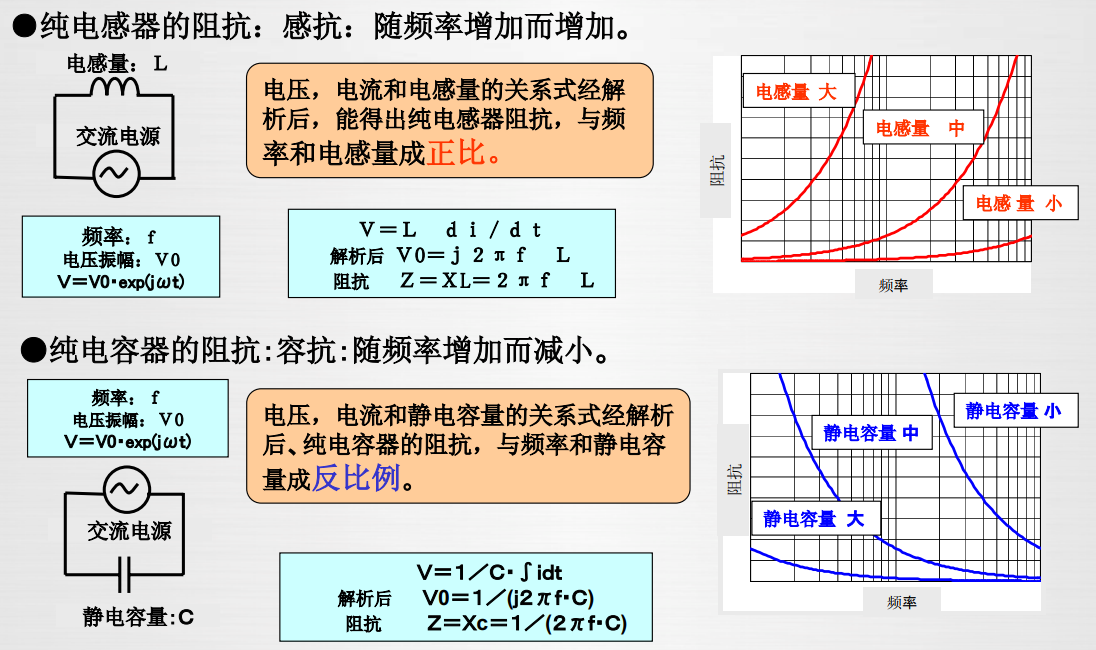 ●纯电感器的阻抗：感抗：随频率增加而增加。
电感量：L
交流电源
频率：f
电压振幅：V0
V＝V0・exp(jωt)
电压，电流和电感量的关系式经解
析后，能得出纯电感器阻抗，与频
率和电感量成正比。
V＝L di／dt
解析后 V0＝j2πf L
阻抗 Z＝XL＝2πf L
电感量 大
电感量 中
电感量 小
阻抗
频率
●纯电容器的阻抗:容抗:随频率增加而减小。
频率：f
电压振幅：V0
V＝V0・exp(jωt)
交流电源
静电容量:C
电压，电流和静电容量的关系式经解析
后、纯电容器的阻抗，与频率和静电容
量成反比例。
V＝1／C・∫idt
解析后 V0＝1／(j2πf・C)
阻抗 Z＝Xc＝1／(2πf・C)
静电容量 小
静电容量 中
静电容量 大
阻抗
频率